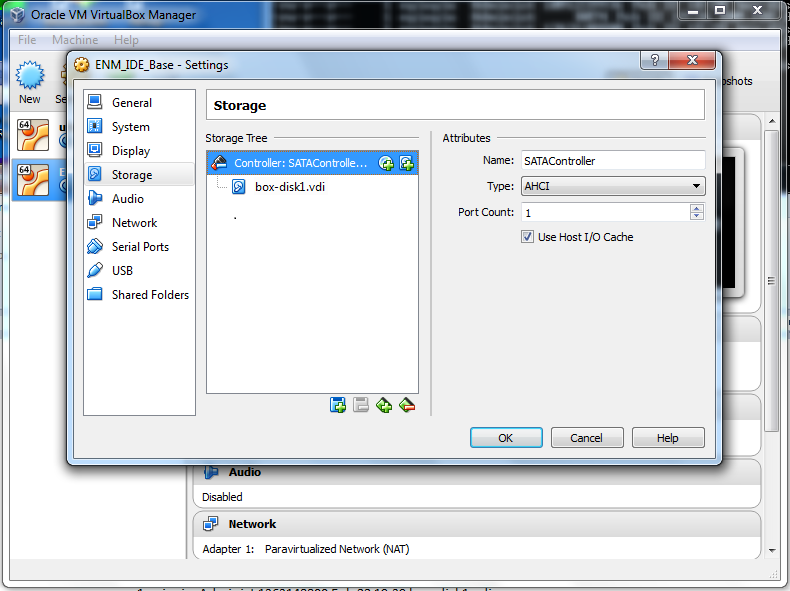 Oracle VM VirtualBox Manager
File Machine Help
ENM_IDE_Base - Settings
New
General
System
Display
Storage
Audio
Network
Serial Ports
USB
Shared Folders
Storage
Storage Tree
Controller: SATAControlle...
box-disk1.vdi
.
Attributes
Name: SATAController
Type: AHCI
Port Count: 1
Use Host I/O Cache
OK Cancel Help
64
64
Audio
Disabled
Network
Adapter 1: Paravirtualized Network (NAT)